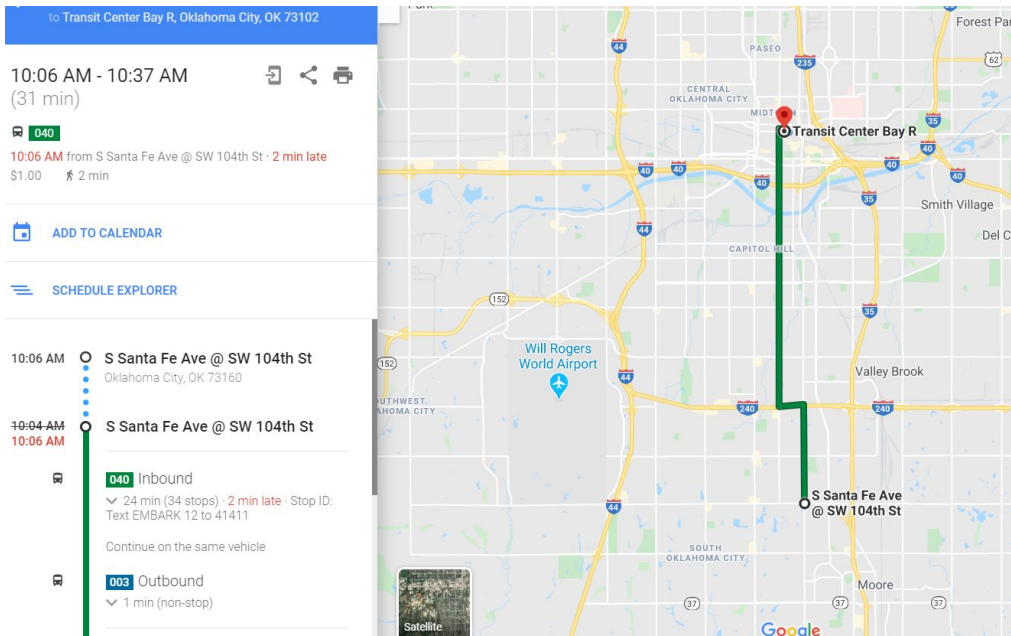 to Transit Center Bay R, Oklahoma City, OK 73102
10:06 AM - 10:37 AM
(31 min)
040
10:06 AM from S Santa Fe Ave @ SW 104th St · 2 min late
$1.00 2 min
ADD TO CALENDAR
SCHEDULE EXPLORER
10:06 AM S Santa Fe Ave @ SW 104th St
Oklahoma City, OK 73160
10:04 AM S Santa Fe Ave @ SW 104th St
10:06 AM
040 Inbound
24 min (34 stops) · 2 min late · Stop ID:
Text EMBARK 12 to 41411
Continue on the same vehicle
003 Outbound
1 min (non-stop)
Forest Par
44
62
PASEO
235
CENTRAL
OKLAHOMA CITY
MIDT
Transit Center Bay R
35
40
40
40
40
40
40
35
Smith Village
44
Del C
CAPITOL HILL
152
35
Will Rogers
World Airport
152
44
Valley Brook
UTHWEST
AHOMA CITY
240
240
S Santa Fe Ave
@ SW 104th St
44
SOUTH
OKLAHOMA CITY
Moore
37
37
37
Satellite
Google